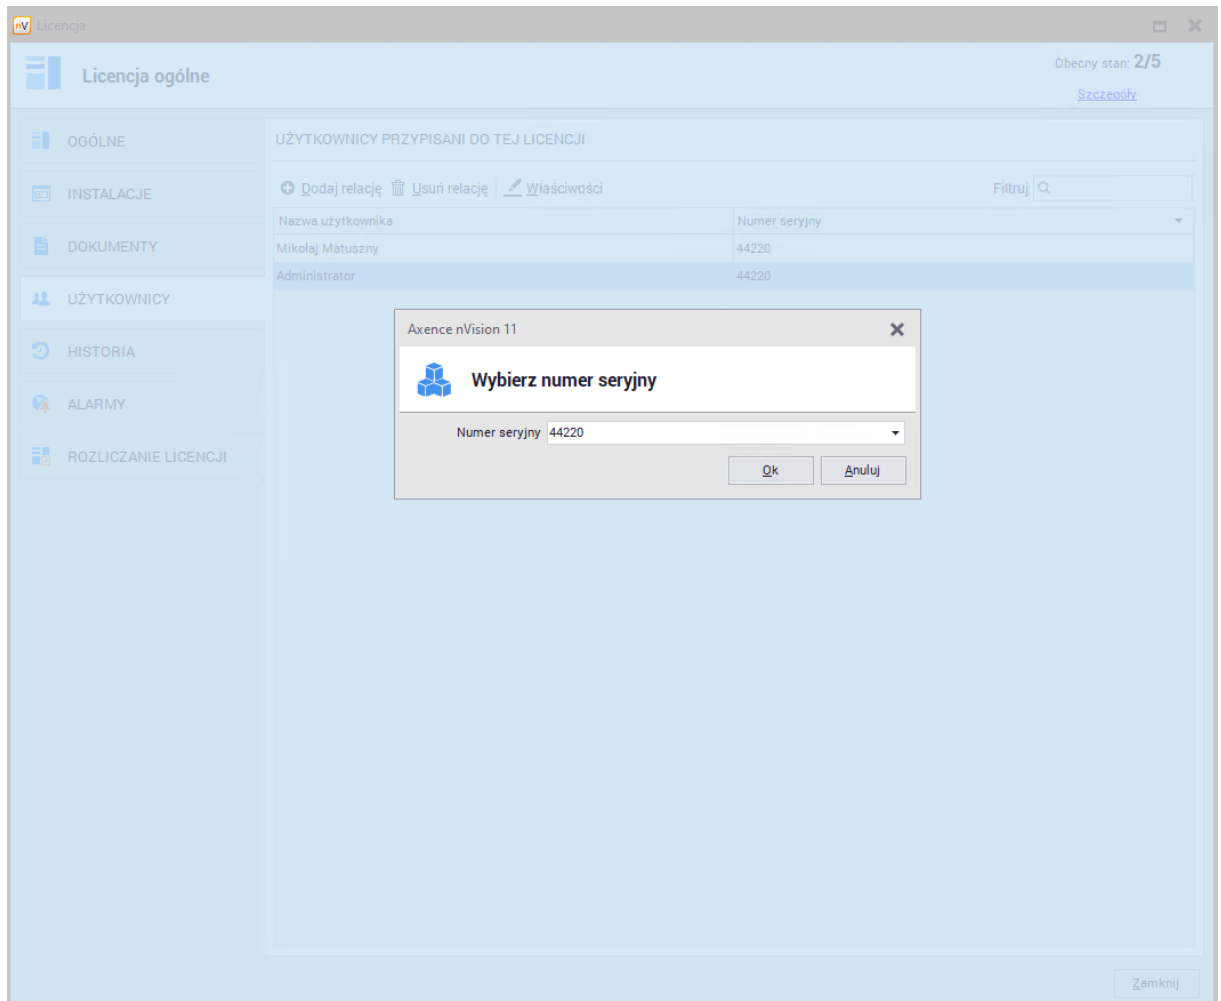 nV Licencja
Licencja ogólne
Obecny stan: 2/5
Szczegóły
OGÓLNE
INSTALACJE
DOKUMENTY
UŻYTKOWNICY
HISTORIA
ALARMY
ROZLICZANIE LICENCJI
UŻYTKOWNICY PRZYPISANI DO TEJ LICENCJI
Dodaj relację Usuń relację Właściwości Filtruj
Nazwa użytkownika Numer seryjny
Mikołaj Matuszny 44220
Administrator 44220
Axence nVision 11
Wybierz numer seryjny
Numer seryjny 44220
Ok Anuluj
Zamknij